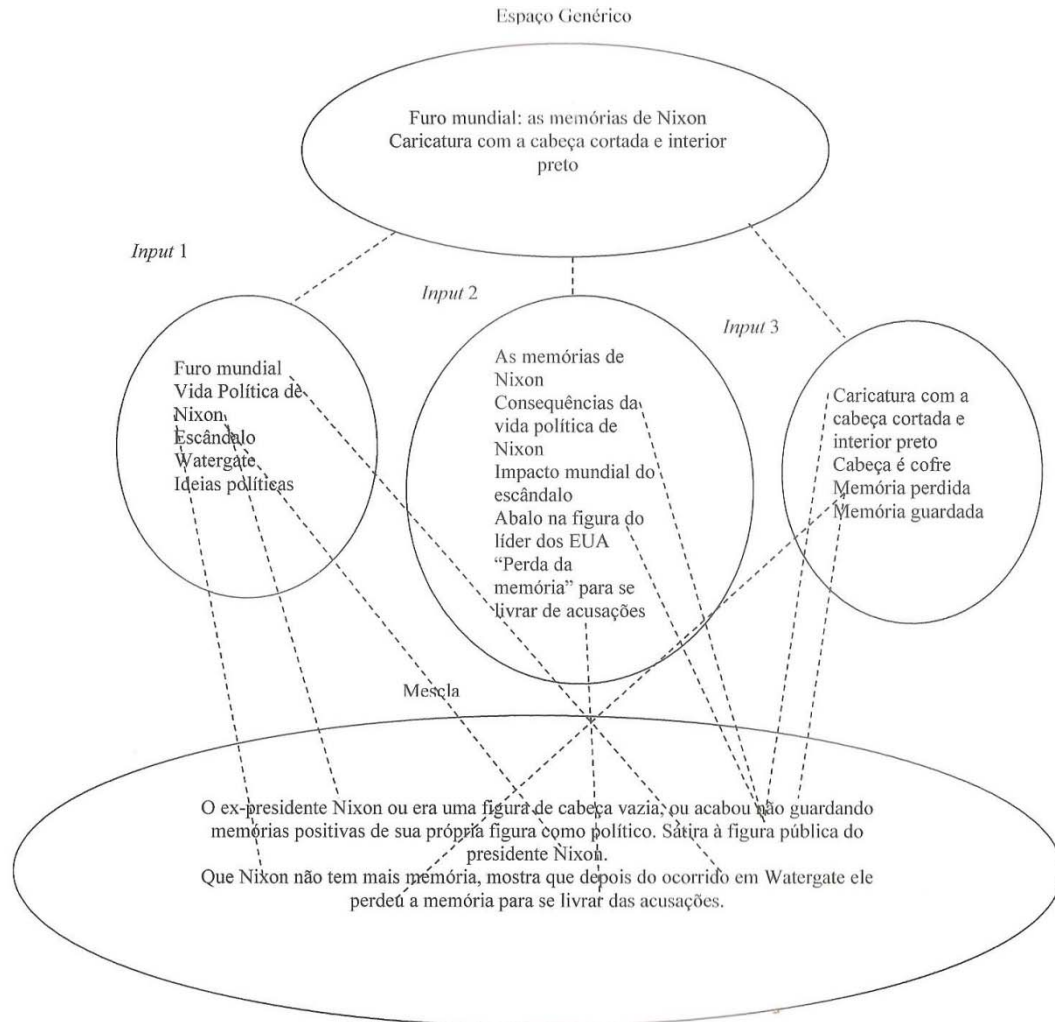 Espaço Genérico
Furo mundial: as memórias de Nixon
Caricatura com a cabeça cortada e interior
preto
Input 1
Input 2
Input 3
Furo mundial
Vida Política de
Nixon
Escândalo
Watergate
Ideias políticas
As memórias de
Nixon
Consequências da
vida política de
Nixon
Impacto mundial do
escândalo
Abalo na figura do
líder dos EUA
“Perda da
memória” para se
livrar de acusações
Caricatura com a
cabeça cortada e
interior preto
Cabeça é cofre
Memória perdida
Memória guardada
Mescla
O ex-presidente Nixon ou era uma figura de cabeça vazia, ou acabou não guardando
memórias positivas de sua própria figura como político. Sátira à figura pública do
presidente Nixon.
Que Nixon não tem mais memória, mostra que depois do ocorrido em Watergate ele
perdeu a memória para se livrar das acusações.